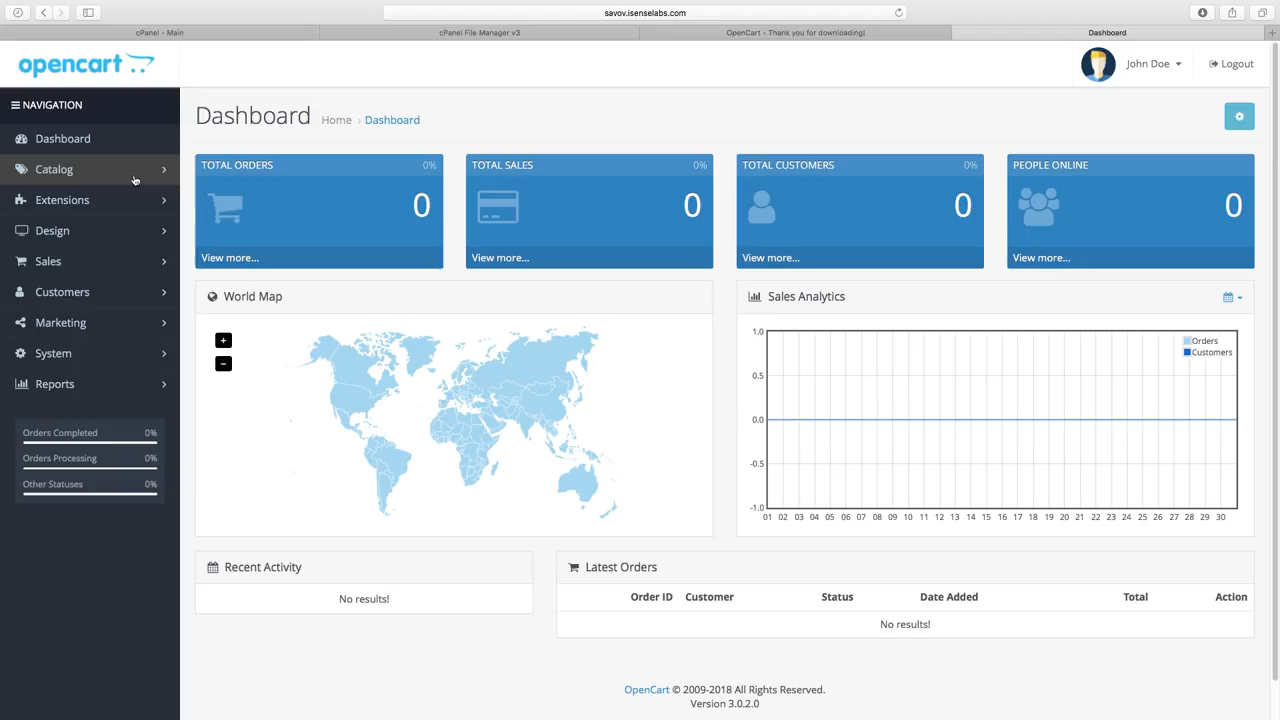 savov.isenselabs.com
cPanel - Main
cPanel File Manager v3
OpenCart - Thank you for downloading!
Dashboard
opencart
John Doe
Logout
NAVIGATION
Dashboard
Catalog
Extensions
Design
Sales
Customers
Marketing
System
Reports
Orders Completed 0%
Orders Processing 0%
Other Statuses 0%
Dashboard
Home › Dashboard
TOTAL ORDERS 0%
0
View more...
TOTAL SALES 0%
0
View more...
TOTAL CUSTOMERS 0%
0
View more...
PEOPLE ONLINE
0
View more...
World Map
+
−
Sales Analytics
1.0
0.5
0.0
-0.5
-1.0
Orders
Customers
01 02 03 04 05 06 07 08 09 10 11 12 13 14 15 16 17 18 19 20 21 22 23 24 25 26 27 28 29 30
Recent Activity
No results!
Latest Orders
Order ID Customer Status Date Added Total Action
No results!
OpenCart © 2009-2018 All Rights Reserved.
Version 3.0.2.0